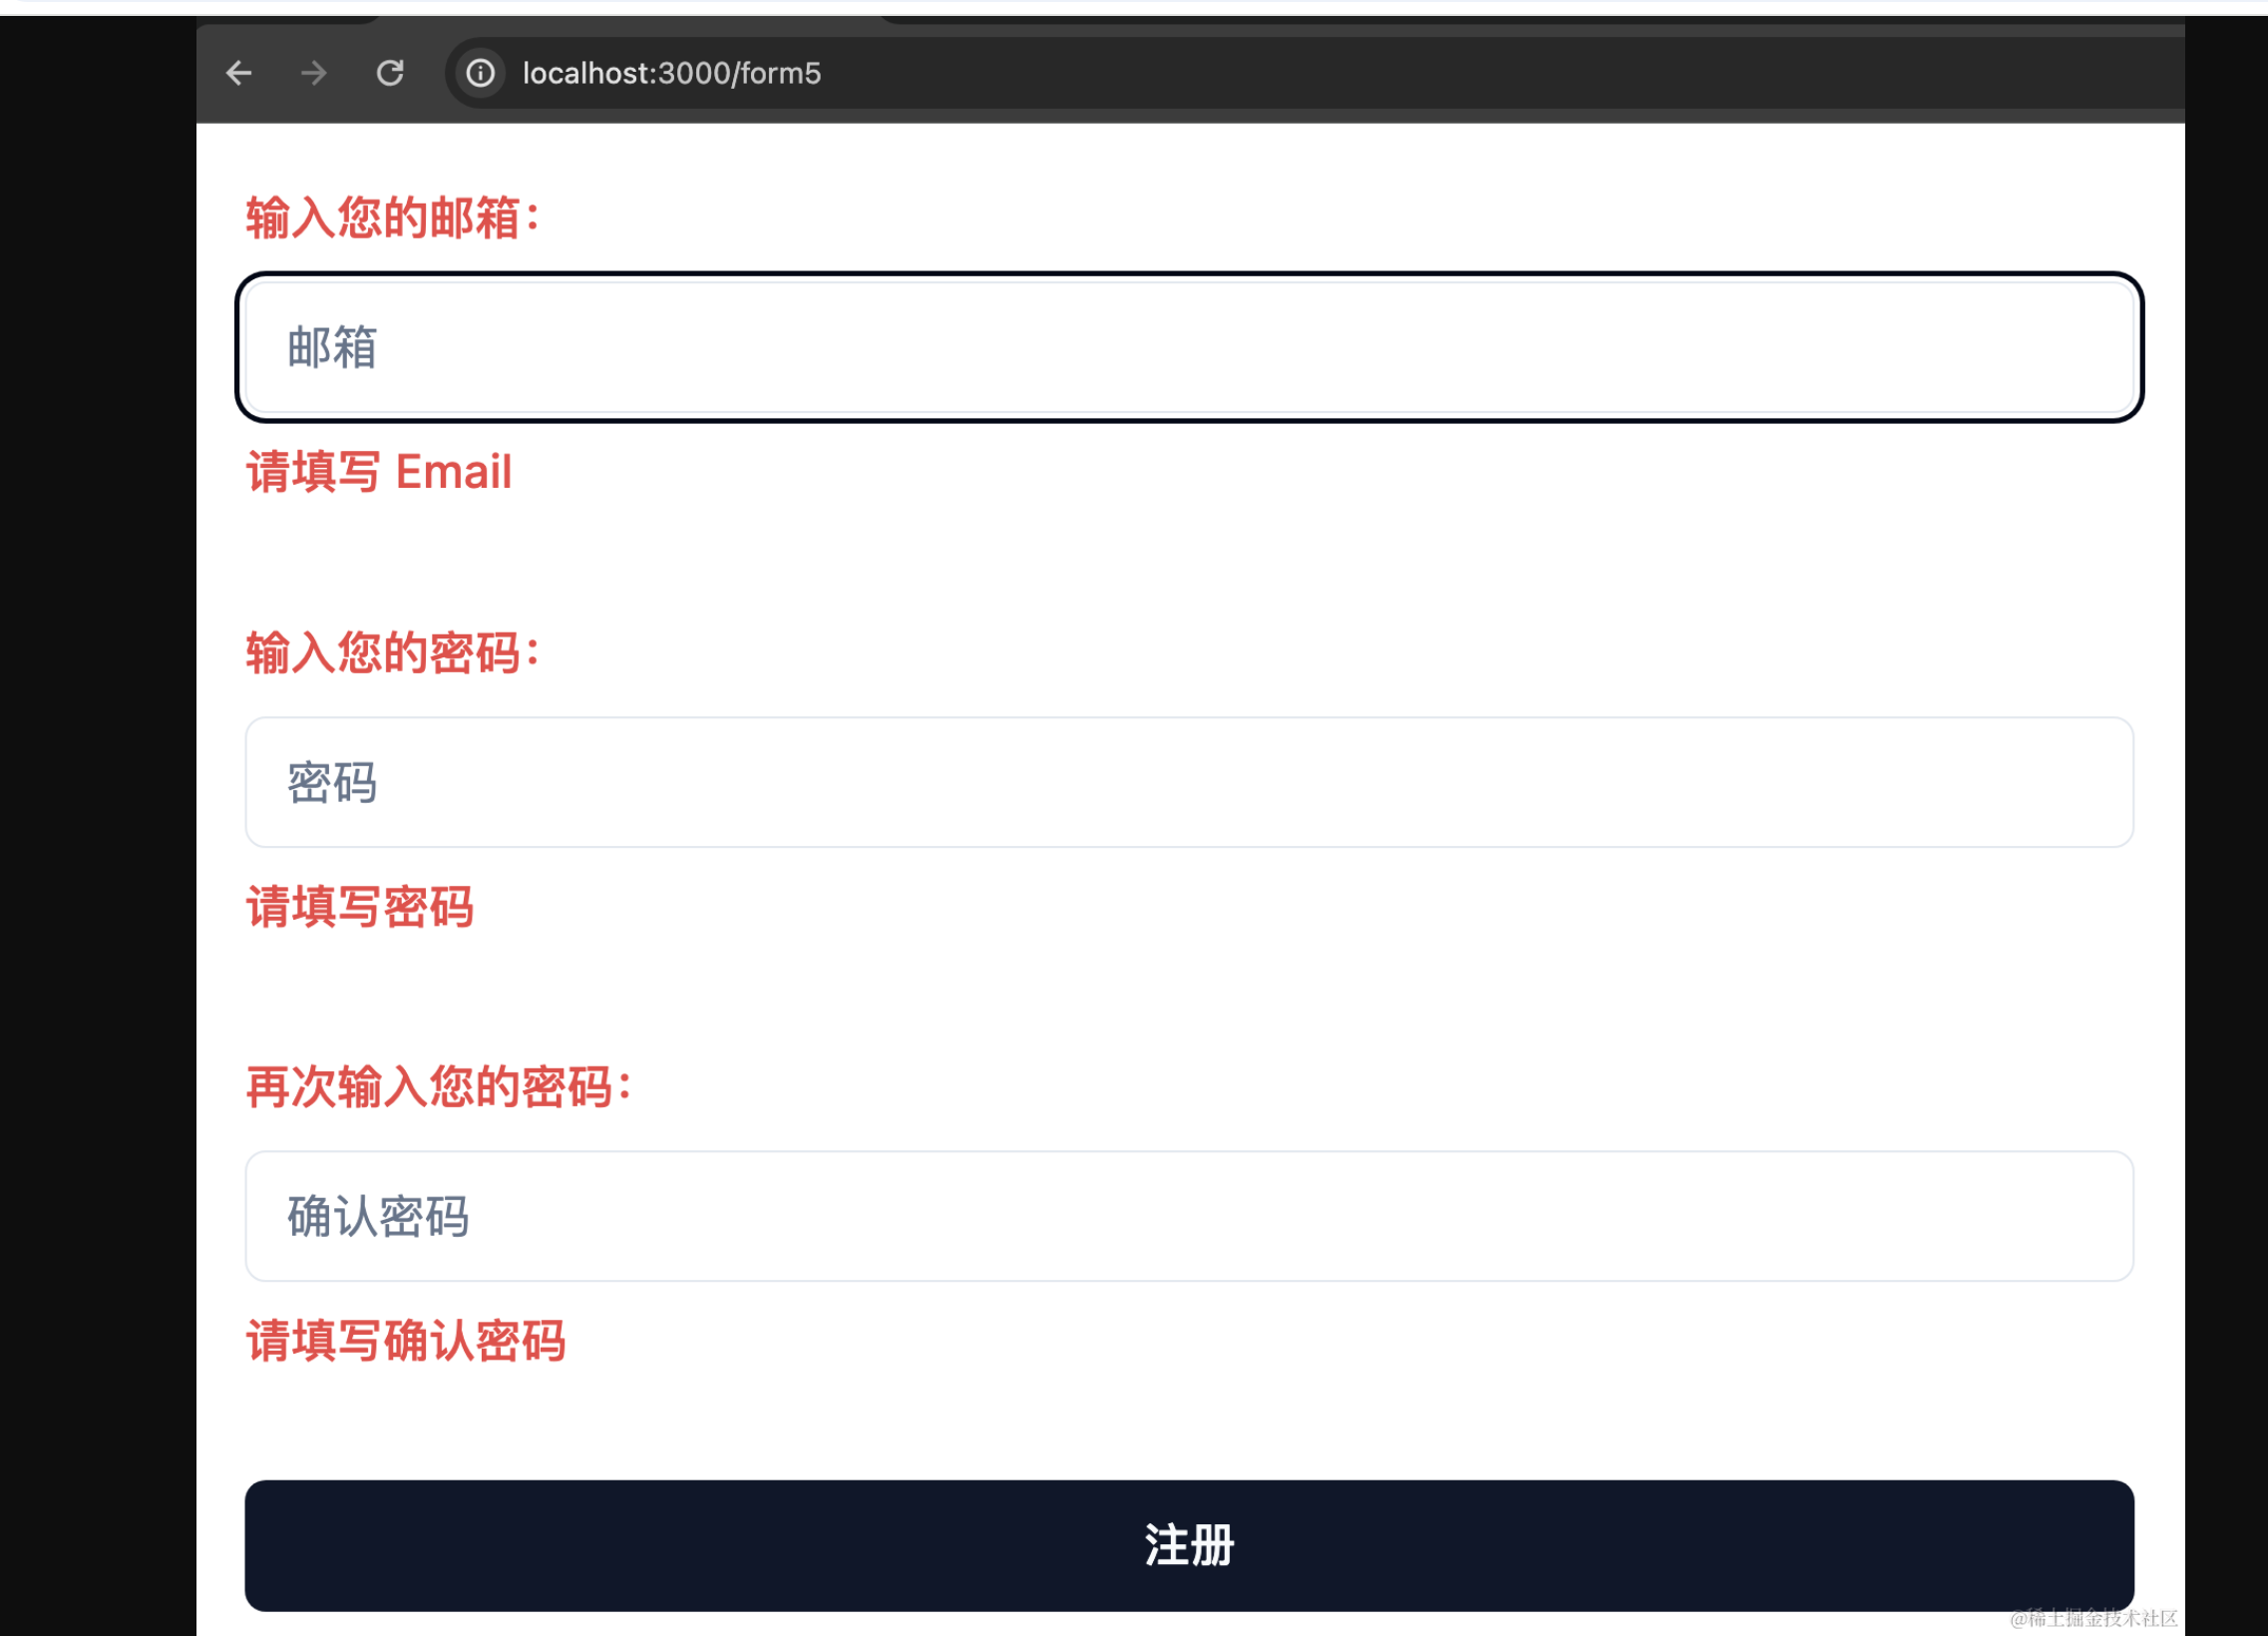 localhost:3000/form5
输入您的邮箱：
邮箱
请填写 Email
输入您的密码：
密码
请填写密码
再次输入您的密码：
确认密码
请填写确认密码
注册
@稀土掘金技术社区